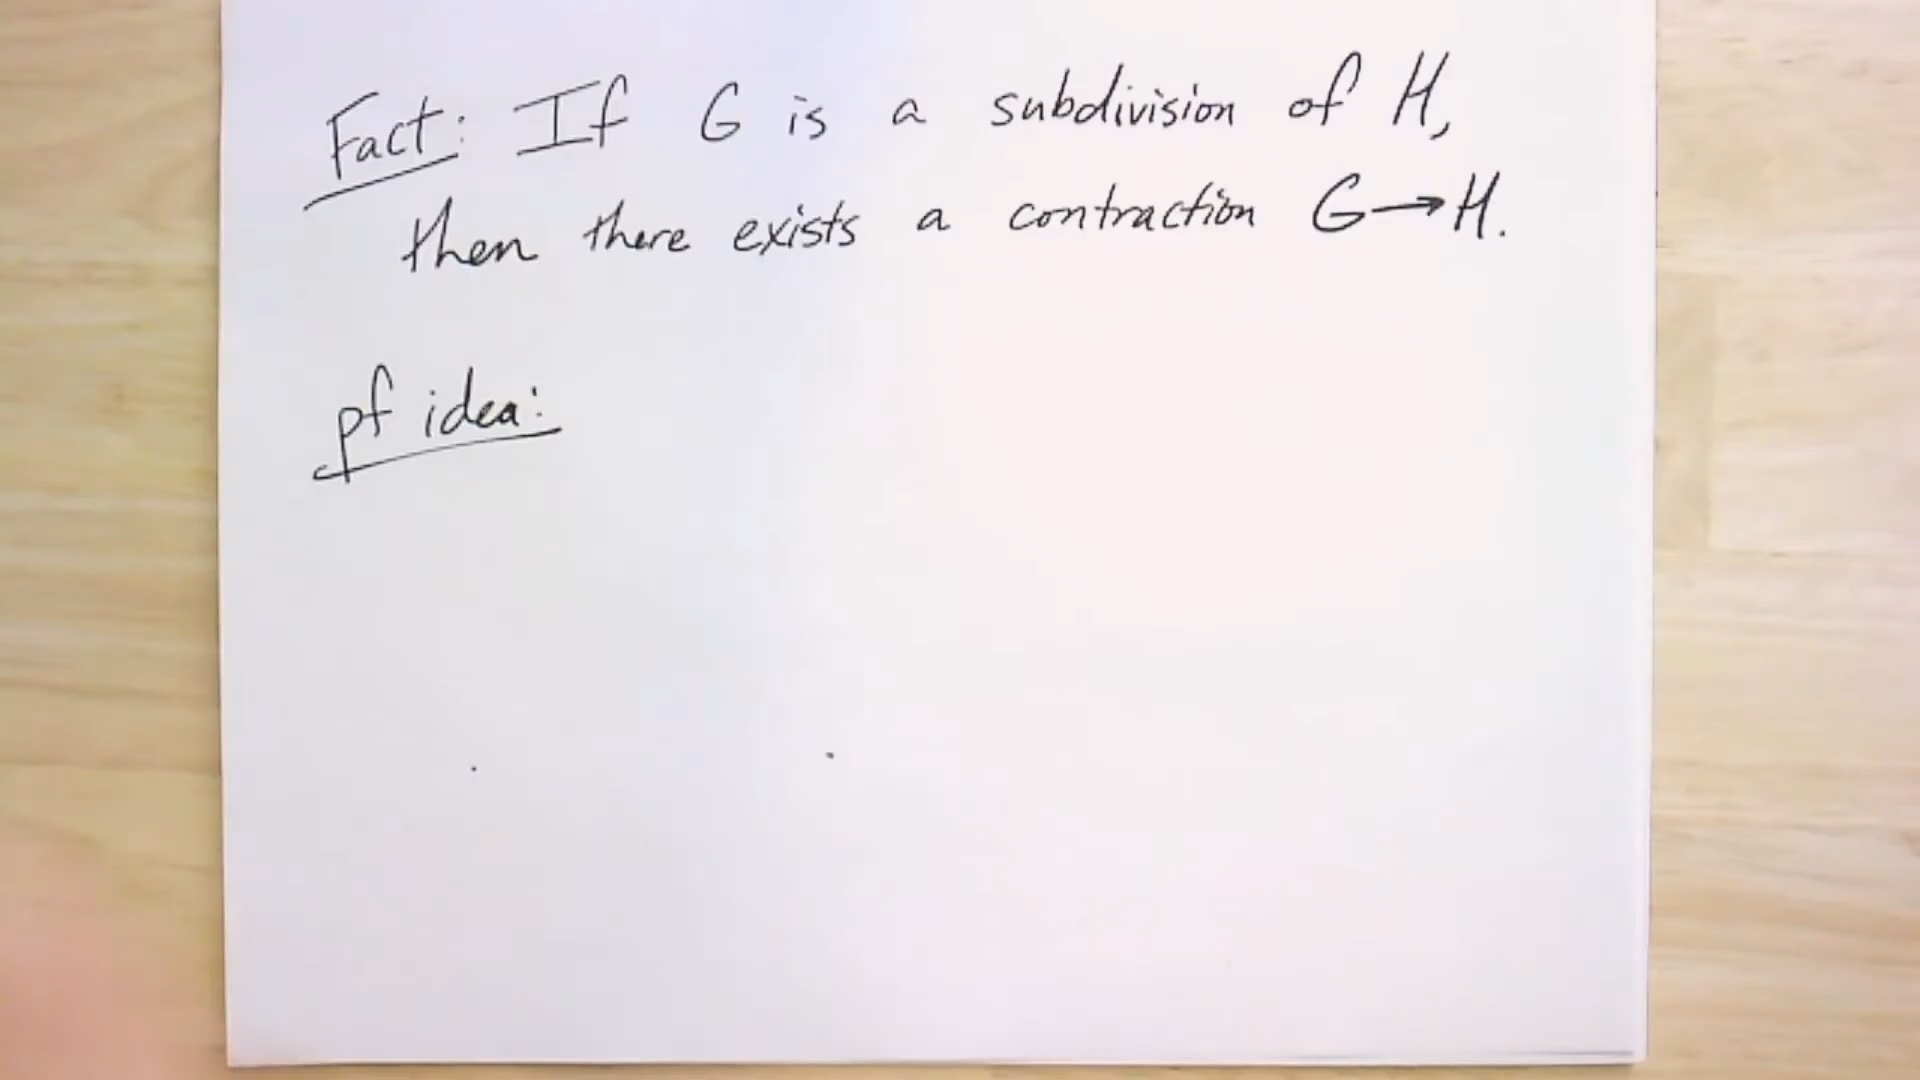 Fact: If G is a subdivision of H,
then there exists a contraction G→H.
pf idea: